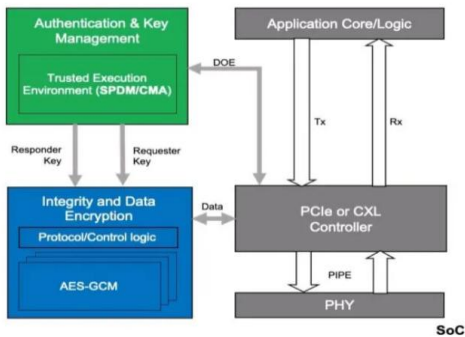 Authentication & Key
Management
Trusted Execution
Environment (SPDM/CMA)
Application Core/Logic
DOE
Tx
Rx
Responder
Key
Requester
Key
Integrity and Data
Encryption
Protocol/Control logic
AES-GCM
Data
PCIe or CXL
Controller
PIPE
PHY
SoC